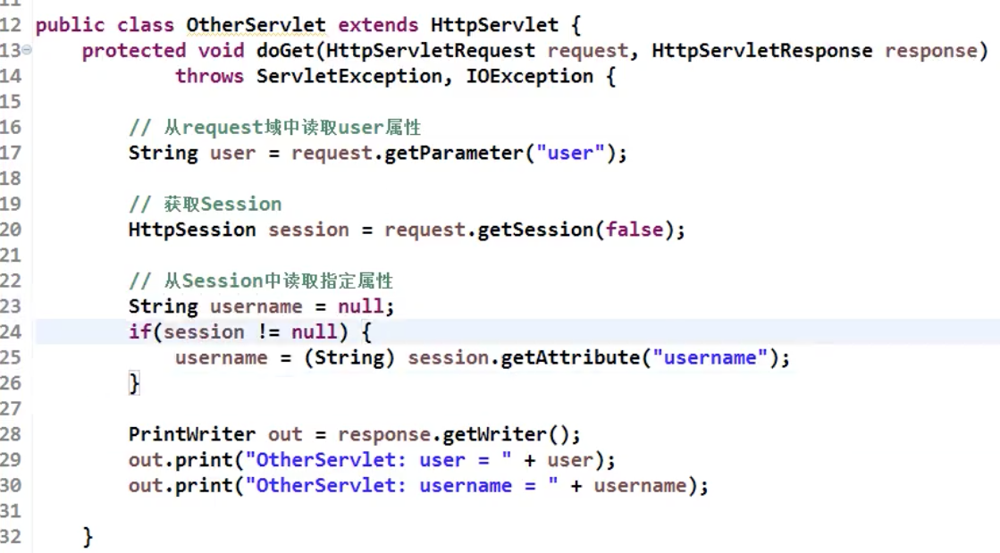 11
12 public class OtherServlet extends HttpServlet {
13 protected void doGet(HttpServletRequest request, HttpServletResponse response)
14 throws ServletException, IOException {
15
16 // 从request域中读取user属性
17 String user = request.getParameter("user");
18
19 // 获取Session
20 HttpSession session = request.getSession(false);
21
22 // 从Session中读取指定属性
23 String username = null;
24 if(session != null) {
25 username = (String) session.getAttribute("username");
26 }
27
28 PrintWriter out = response.getWriter();
29 out.print("OtherServlet: user = " + user);
30 out.print("OtherServlet: username = " + username);
31
32 }